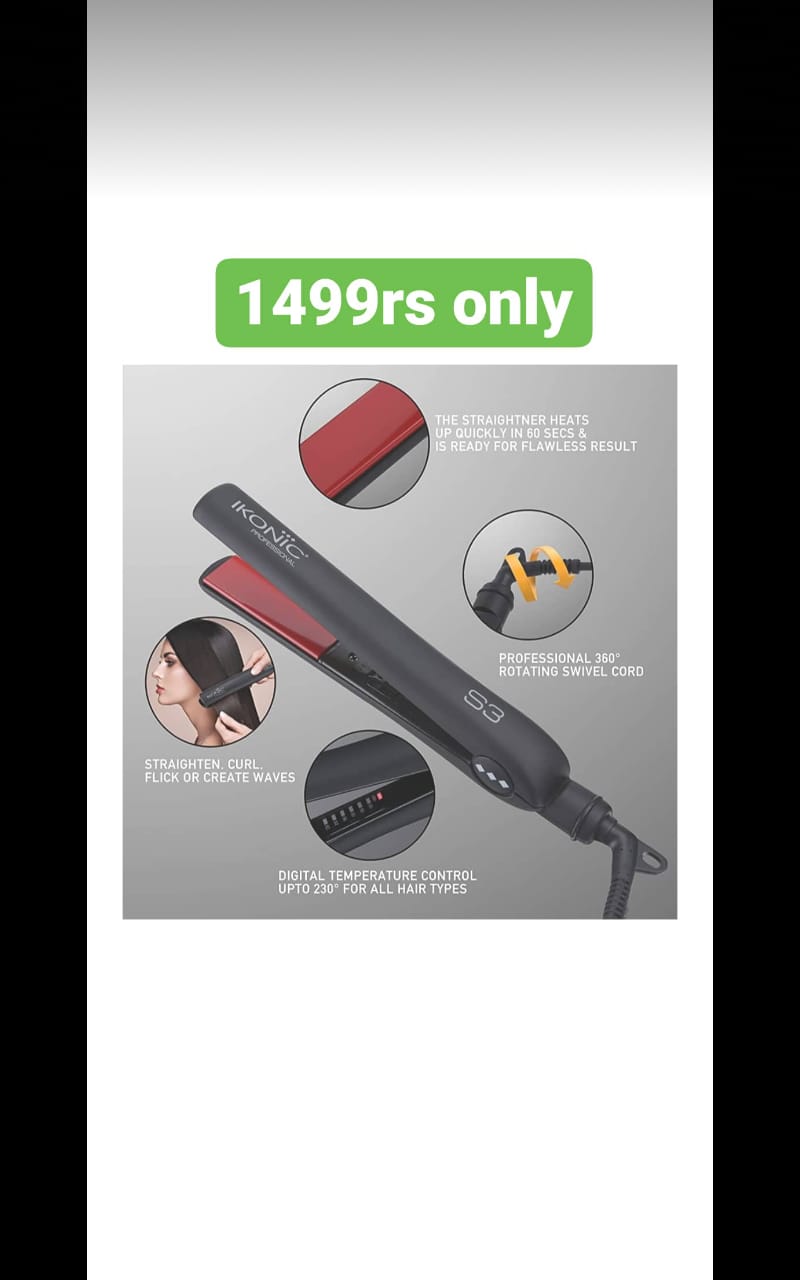 1499rs only
THE STRAIGHTNER HEATS
UP QUICKLY IN 60 SECS &
IS READY FOR FLAWLESS RESULT
IKONIC
PROFESSIONAL
PROFESSIONAL 360°
ROTATING SWIVEL CORD
S3
STRAIGHTEN, CURL,
FLICK OR CREATE WAVES
DIGITAL TEMPERATURE CONTROL
UPTO 230° FOR ALL HAIR TYPES